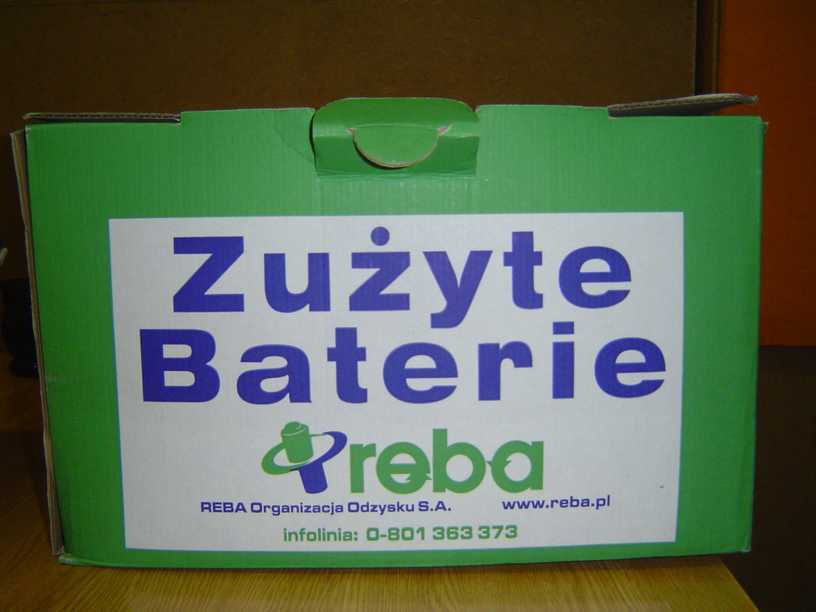 Zużyte
Baterie
reba
REBA Organizacja Odzysku S.A. www.reba.pl
infolinia: 0-801 363 373